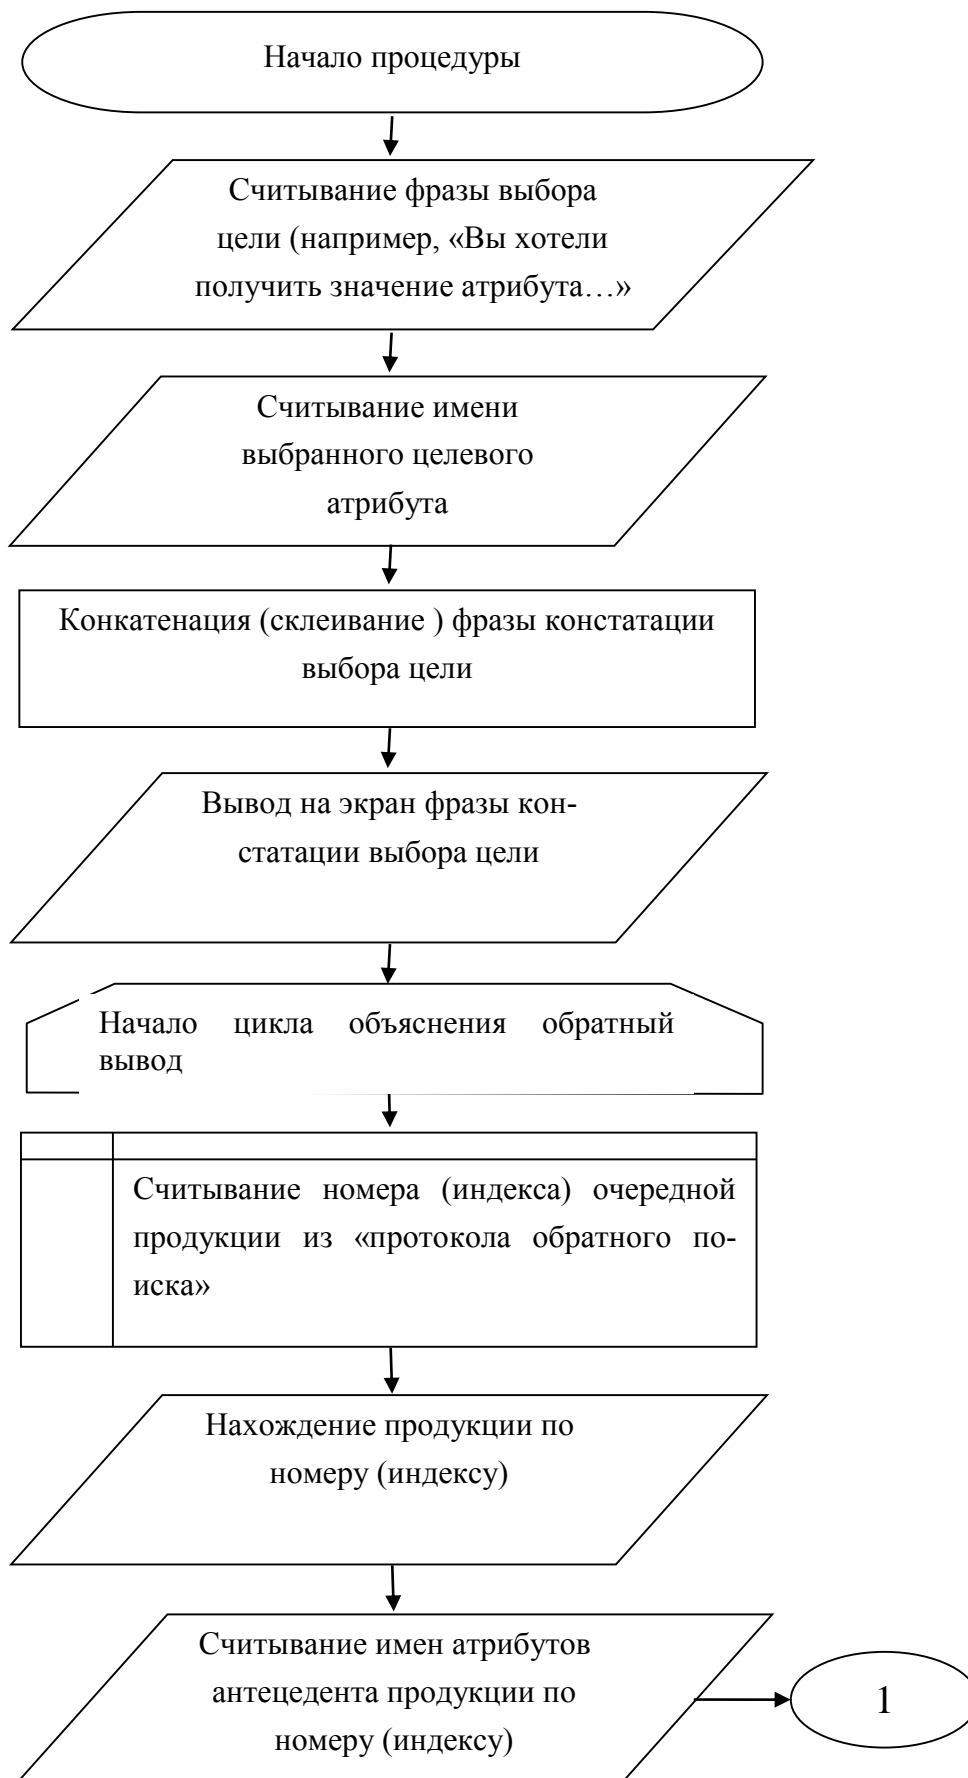 Начало процедуры
Считывание фразы выбора
цели (например, «Вы хотели
получить значение атрибута…»
Считывание имени
выбранного целевого
атрибута
Конкатенация (склеивание ) фразы констатации
выбора цели
Вывод на экран фразы кон-
статации выбора цели
Начало цикла объяснения обратный
вывод
Считывание номера (индекса) очередной
продукции из «протокола обратного по-
иска»
Нахождение продукции по
номеру (индексу)
Считывание имен атрибутов
антецедента продукции по
номеру (индексу)
1